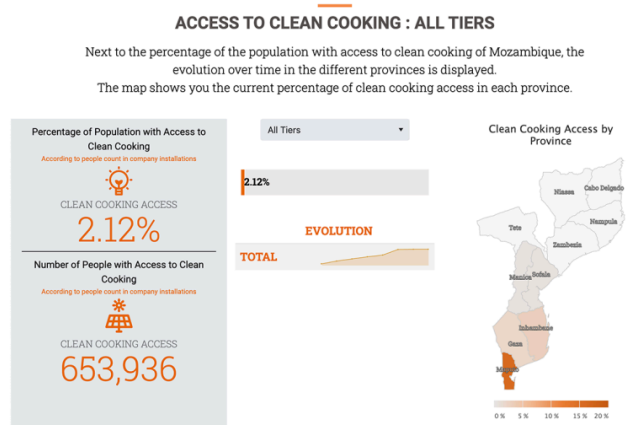 ACCESS TO CLEAN COOKING : ALL TIERS
Next to the percentage of the population with access to clean cooking of Mozambique, the
evolution over time in the different provinces is displayed.
The map shows you the current percentage of clean cooking access in each province.
Percentage of Population with Access to
Clean Cooking
According to people count in company installations
CLEAN COOKING ACCESS
2.12%
Number of People with Access to Clean
Cooking
According to people count in company installations
CLEAN COOKING ACCESS
653,936
All Tiers
2.12%
EVOLUTION
TOTAL
Clean Cooking Access by
Province
Niassa
Cabo Delgado
Nampula
Tete
Zambezia
Manica
Sofala
Inhambane
Gaza
Maputo
0 %
5 %
10 %
15 %
20 %